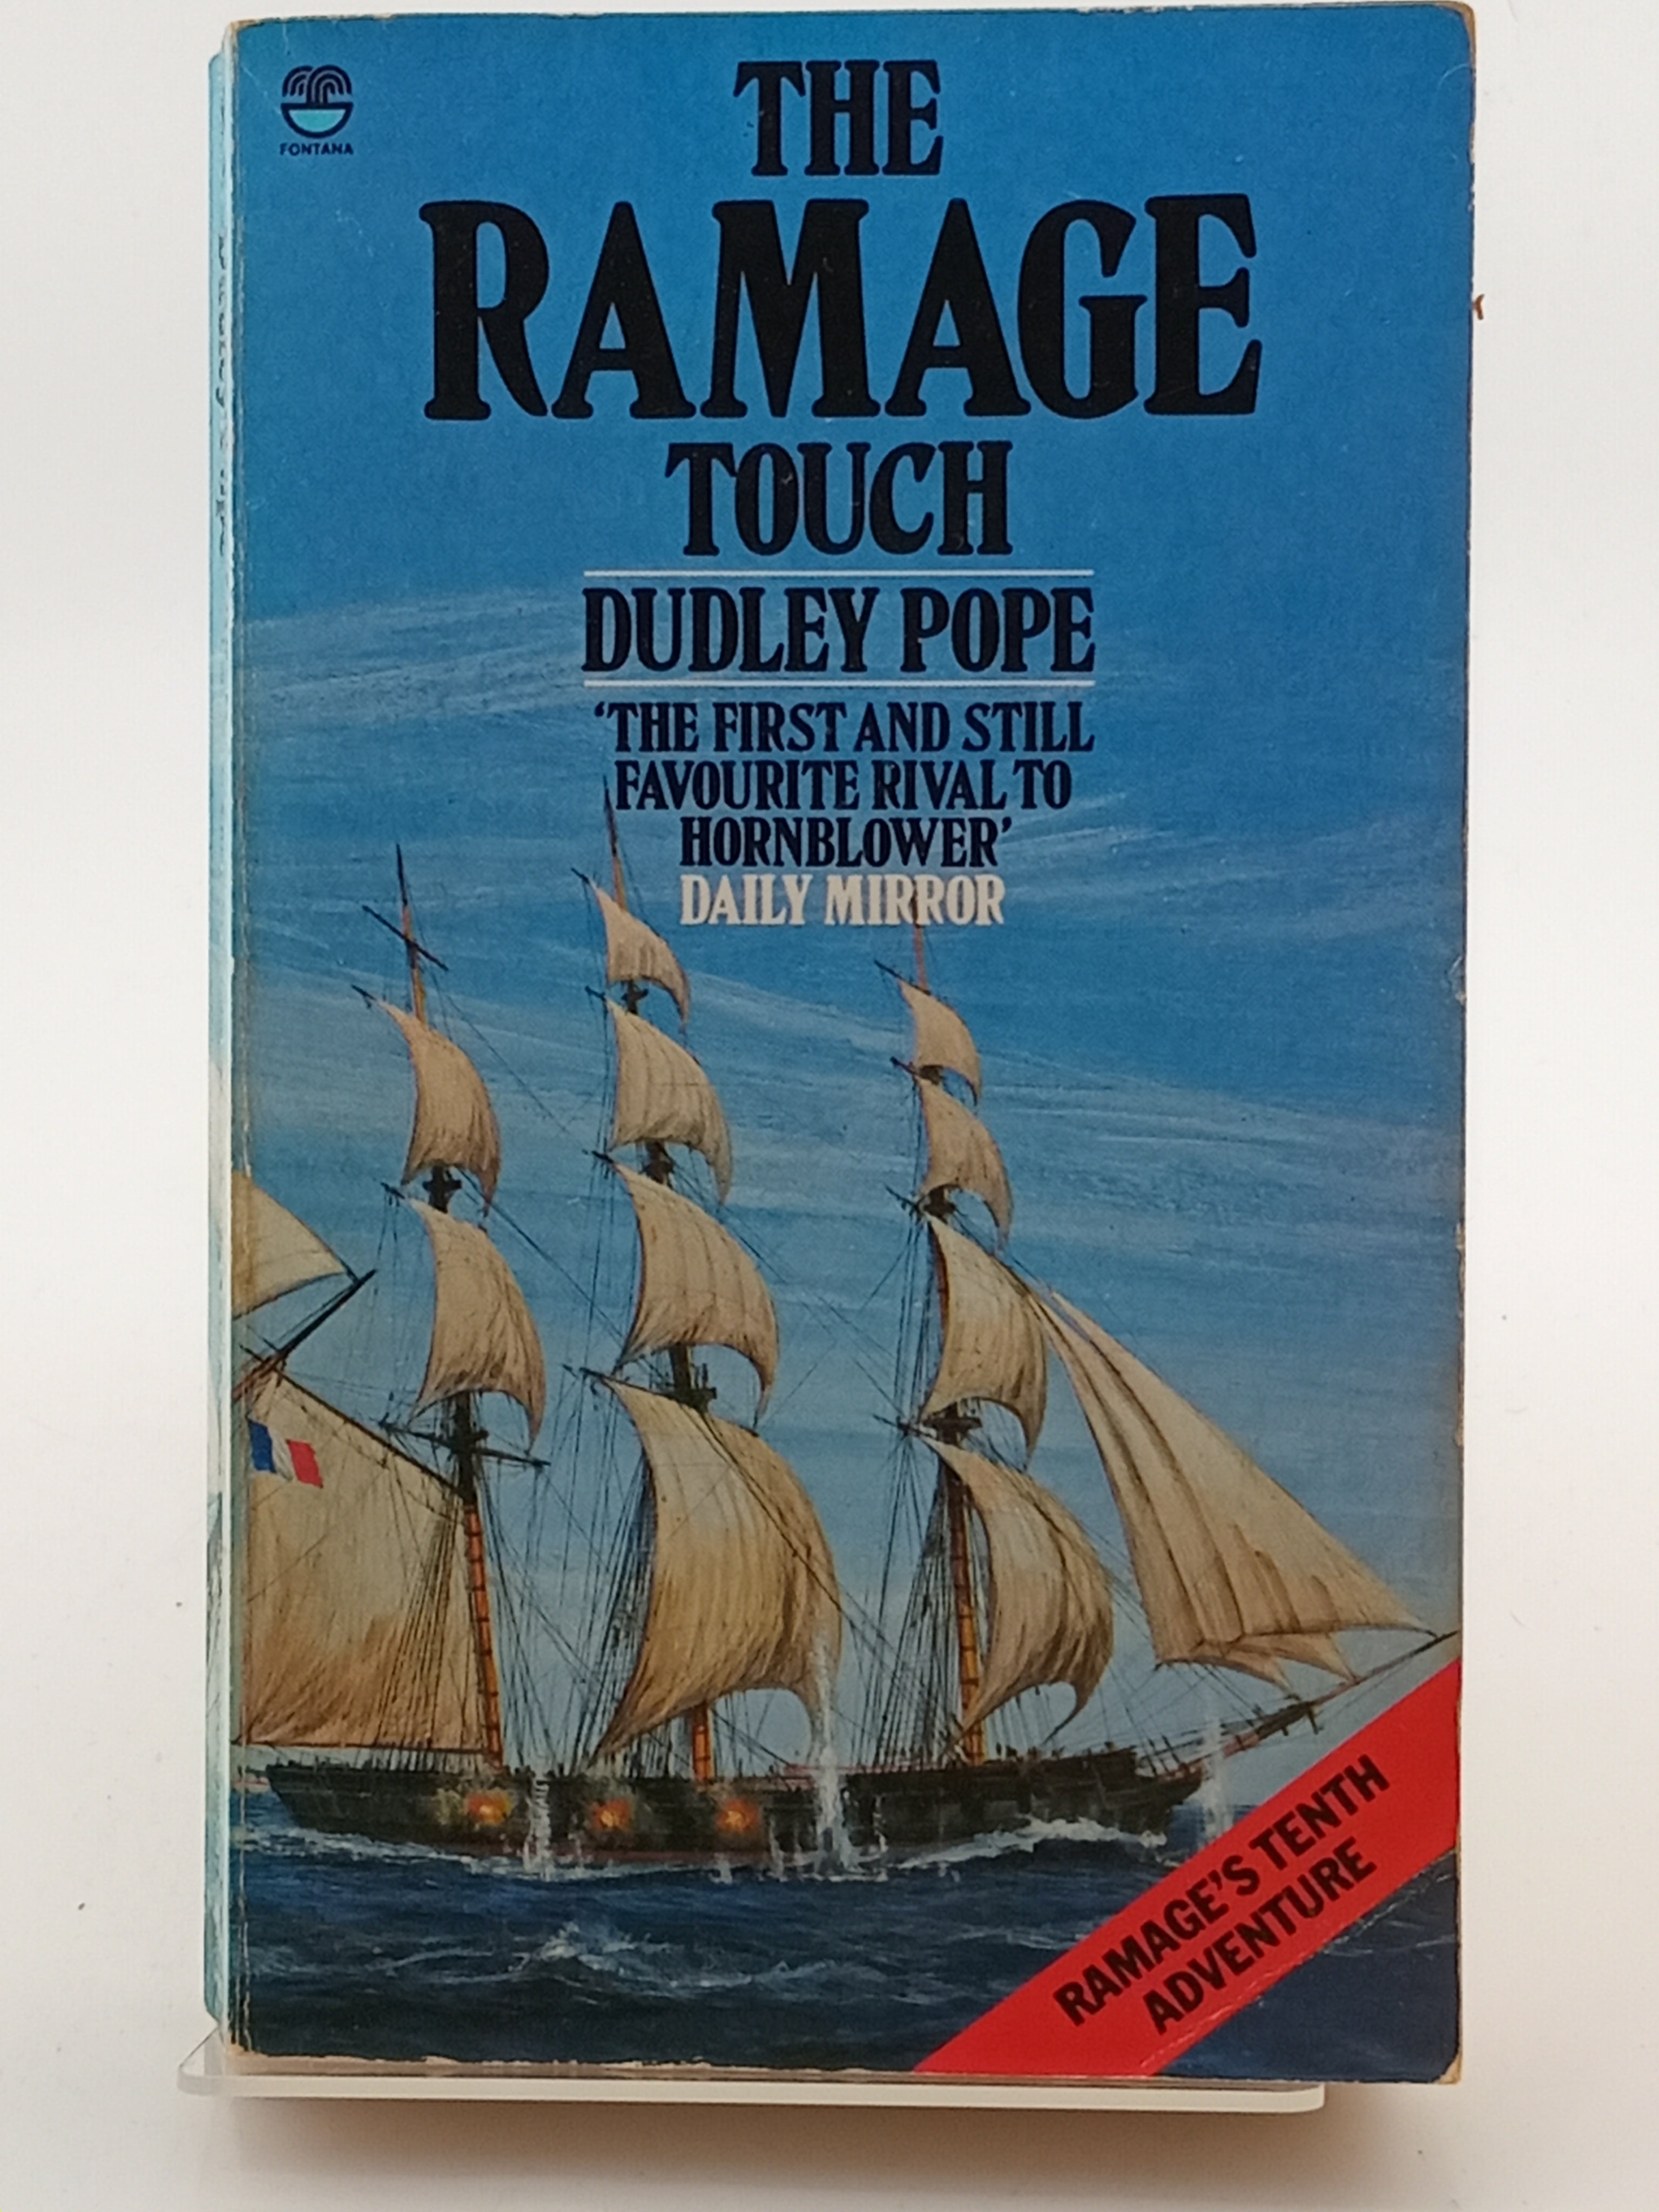 FONTANA
THE
RAMAGE
TOUCH
DUDLEY POPE
‘THE FIRST AND STILL
FAVOURITE RIVAL TO
HORNBLOWER’
DAILY MIRROR
RAMAGE’S TENTH
ADVENTURE